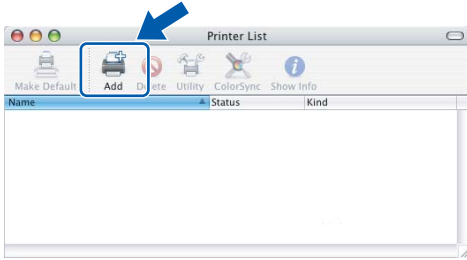 Printer List
Make Default Add Delete Utility ColorSync Show Info
Name Status Kind